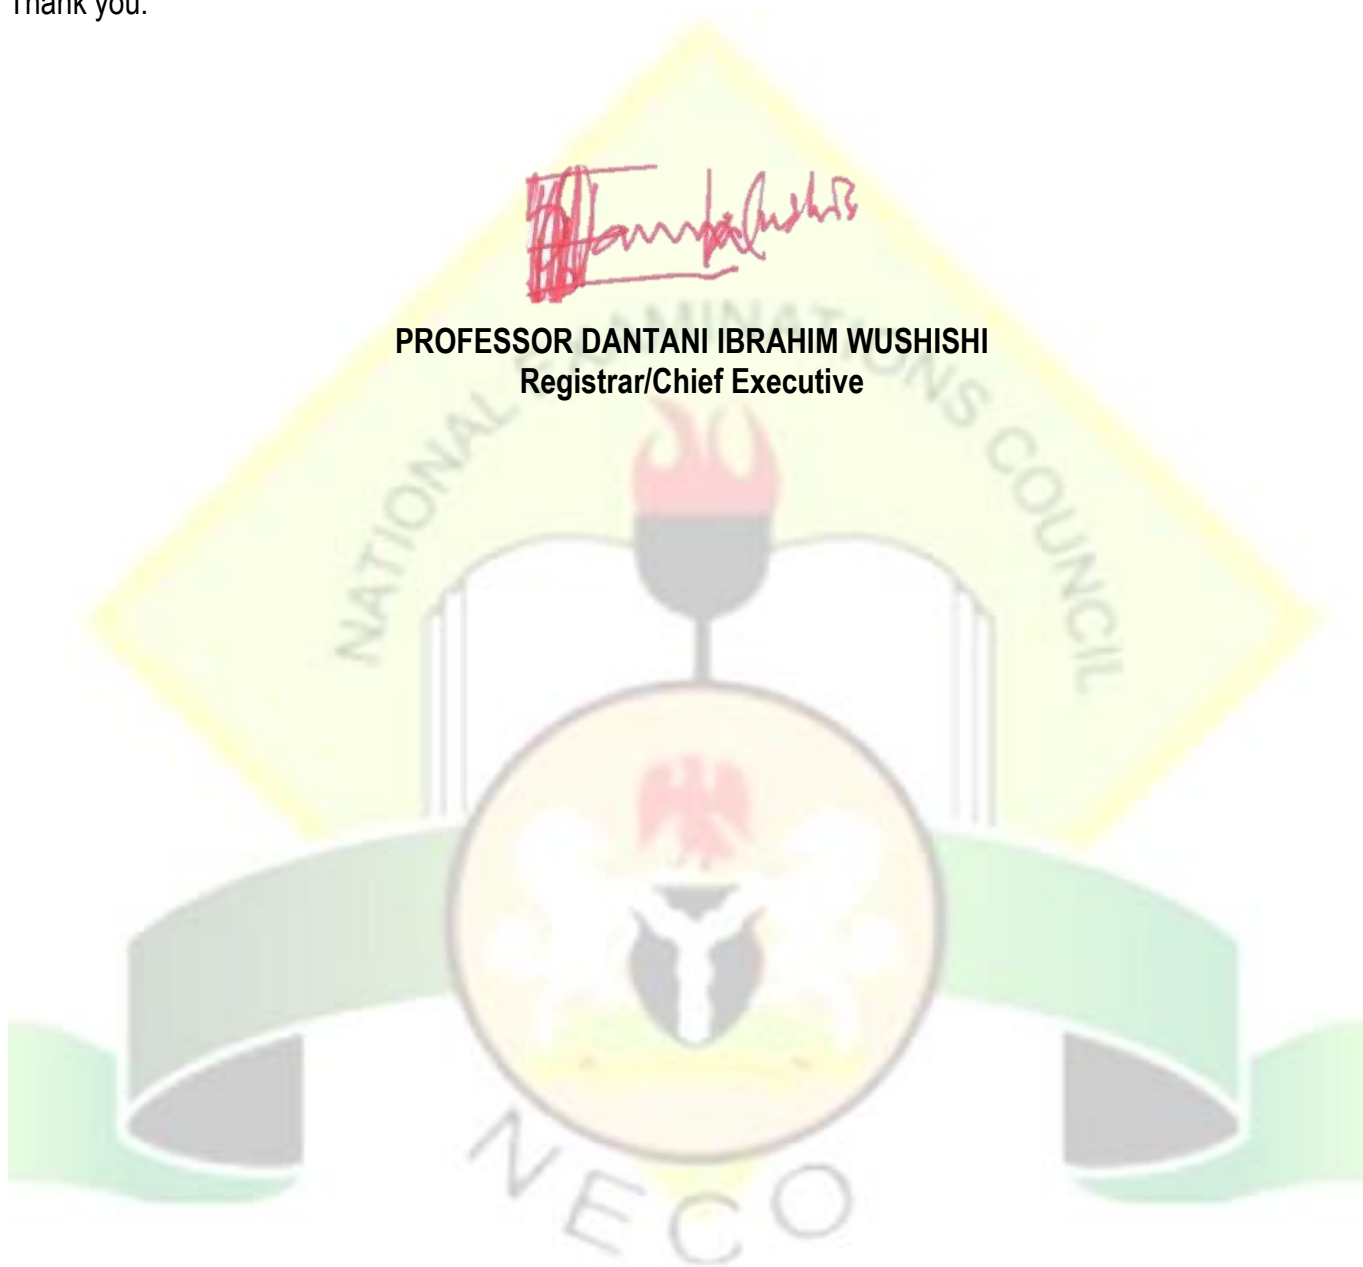 Thank you.
PROFESSOR DANTANI IBRAHIM WUSHISHI
Registrar/Chief Executive
NATIONAL EXAMINATIONS COUNCIL
NECO